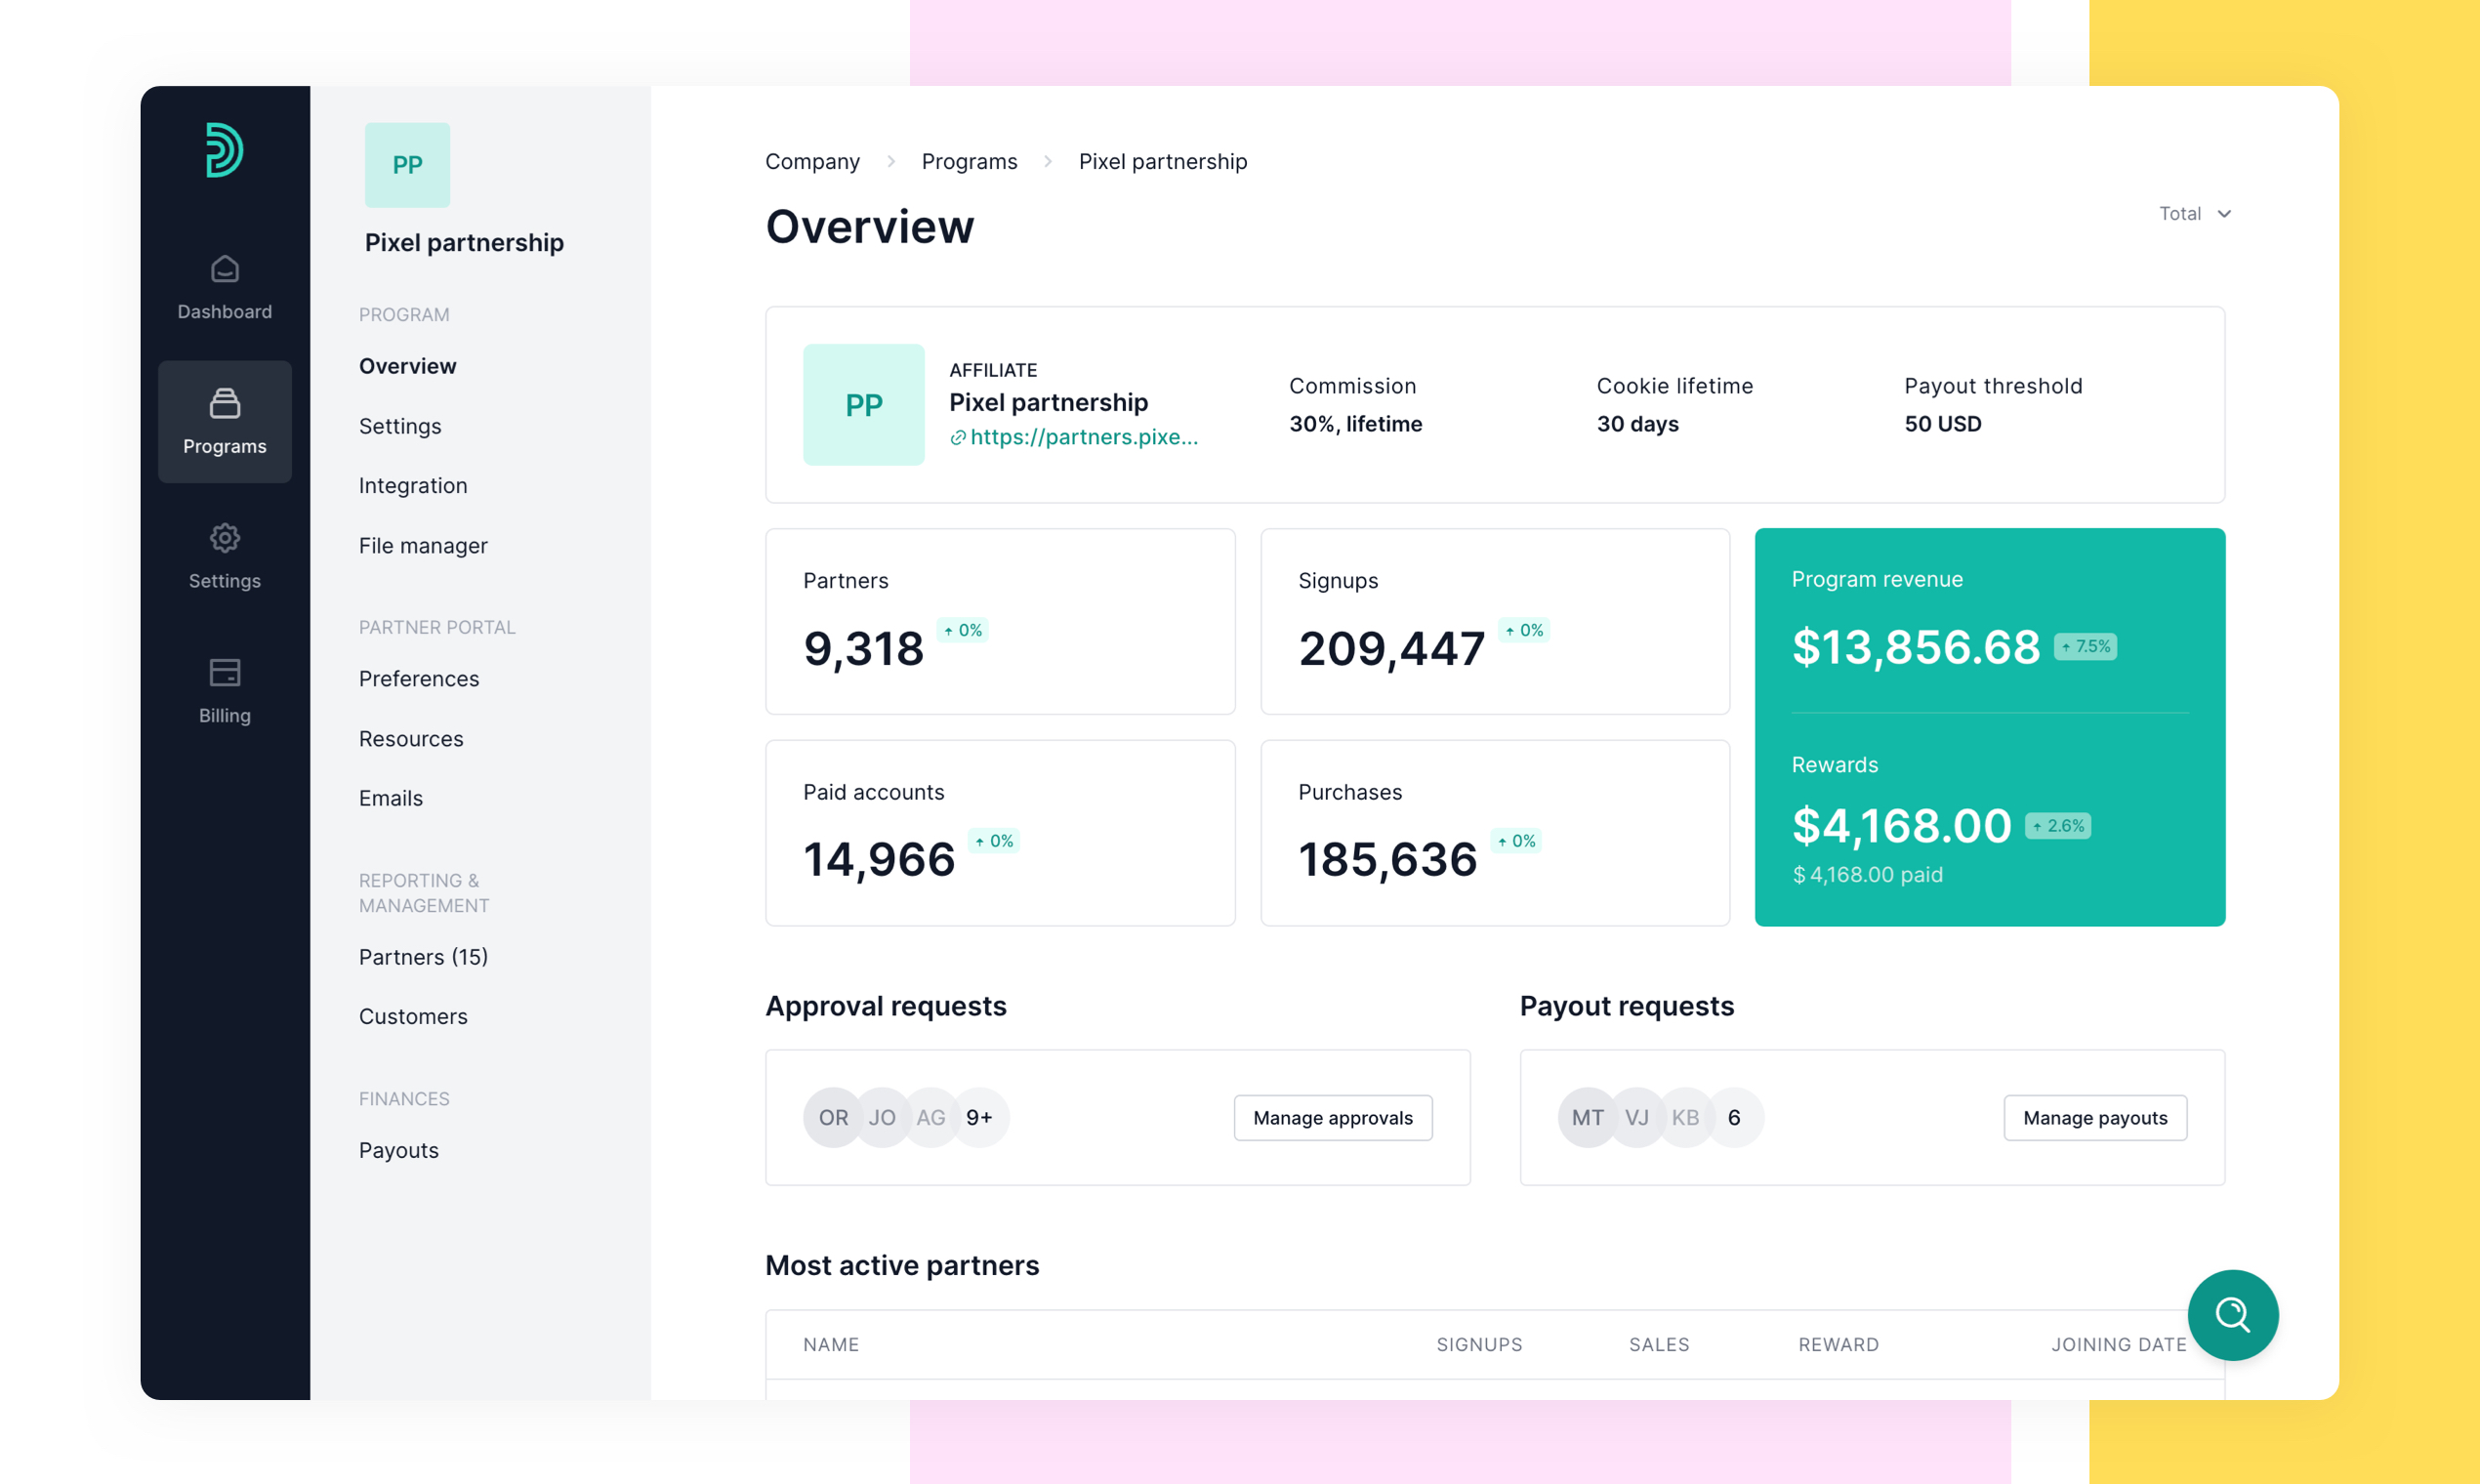 Dashboard
Programs
Settings
Billing
PP
Pixel partnership
PROGRAM
Overview
Settings
Integration
File manager
PARTNER PORTAL
Preferences
Resources
Emails
REPORTING &
MANAGEMENT
Partners (15)
Customers
FINANCES
Payouts
Company Programs Pixel partnership
Overview
Total
PP
AFFILIATE
Pixel partnership
https://partners.pixe...
Commission
30%, lifetime
Cookie lifetime
30 days
Payout threshold
50 USD
Partners
9,318 0%
Signups
209,447 0%
Program revenue
$13,856.68 7.5%
Paid accounts
14,966 0%
Purchases
185,636 0%
Rewards
$4,168.00 2.6%
$ 4,168.00 paid
Approval requests
OR JO AG 9+ Manage approvals
Payout requests
MT VJ KB 6 Manage payouts
Most active partners
NAME SIGNUPS SALES REWARD JOINING DATE